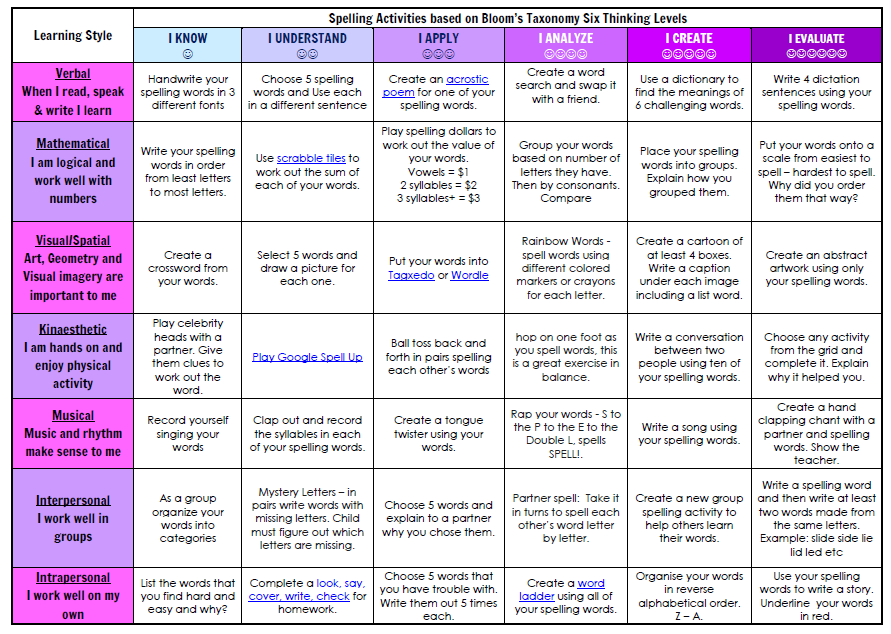 Learning Style
Spelling Activities based on Bloom's Taxonomy Six Thinking Levels
I KNOW
☺
I UNDERSTAND
☺☺
I APPLY
☺☺☺
I ANALYZE
☺☺☺☺
I CREATE
☺☺☺☺☺
I EVALUATE
☺☺☺☺☺☺
Verbal
When I read, speak
& write I learn
Handwrite your
spelling words in 3
different fonts
Choose 5 spelling
words and Use each
in a different sentence
Create an acrostic
poem for one of your
spelling words.
Create a word
search and swap it
with a friend.
Use a dictionary to
find the meanings of
6 challenging words.
Write 4 dictation
sentences using your
spelling words.
Mathematical
I am logical and
work well with
numbers
Write your spelling
words in order
from least letters
to most letters.
Use scrabble tiles to
work out the sum of
each of your words.
Play spelling dollars to
work out the value of
your words.
Vowels = $1
2 syllables = $2
3 syllables+ = $3
Group your words
based on number of
letters they have.
Then by consonants.
Compare
Place your spelling
words into groups.
Explain how you
grouped them.
Put your words onto a
scale from easiest to
spell – hardest to spell.
Why did you order
them that way?
Visual/Spatial
Art, Geometry and
Visual imagery are
important to me
Create a
crossword from
your words.
Select 5 words and
draw a picture for
each one.
Put your words into
Tagxedo or Wordle
Rainbow Words -
spell words using
different colored
markers or crayons
for each letter.
Create a cartoon of
at least 4 boxes.
Write a caption
under each image
including a list word.
Create an abstract
artwork using only
your spelling words.
Kinaesthetic
I am hands on and
enjoy physical
activity
Play celebrity
heads with a
partner. Give
them clues to
work out the
word.
Play Google Spell Up
Ball toss back and
forth in pairs spelling
each other's words
hop on one foot as
you spell words, this
is a great exercise in
balance.
Write a conversation
between two
people using ten of
your spelling words.
Choose any activity
from the grid and
complete it. Explain
why it helped you.
Musical
Music and rhythm
make sense to me
Record yourself
singing your
words
Clap out and record
the syllables in each
of your spelling words.
Create a tongue
twister using your
words.
Rap your words - S to
the P to the E to the
Double L, spells
SPELL!.
Write a song using
your spelling words.
Create a hand
clapping chant with a
partner and spelling
words. Show the
teacher.
Interpersonal
I work well in
groups
As a group
organize your
words into
categories
Mystery Letters – in
pairs write words with
missing letters. Child
must figure out which
letters are missing.
Choose 5 words and
explain to a partner
why you chose them.
Partner spell: Take it
in turns to spell each
other's word letter
by letter.
Create a new group
spelling activity to
help others learn
their words.
Write a spelling word
and then write at least
two words made from
the same letters.
Example: slide side lie
lid led etc
Intrapersonal
I work well on my
own
List the words that
you find hard and
easy and why?
Complete a look, say,
cover, write, check for
homework.
Choose 5 words that
you have trouble with.
Write them out 5 times
each.
Create a word
ladder using all of
your spelling words.
Organise your words
in reverse
alphabetical order.
Z – A.
Use your spelling
words to write a story.
Underline your words
in red.